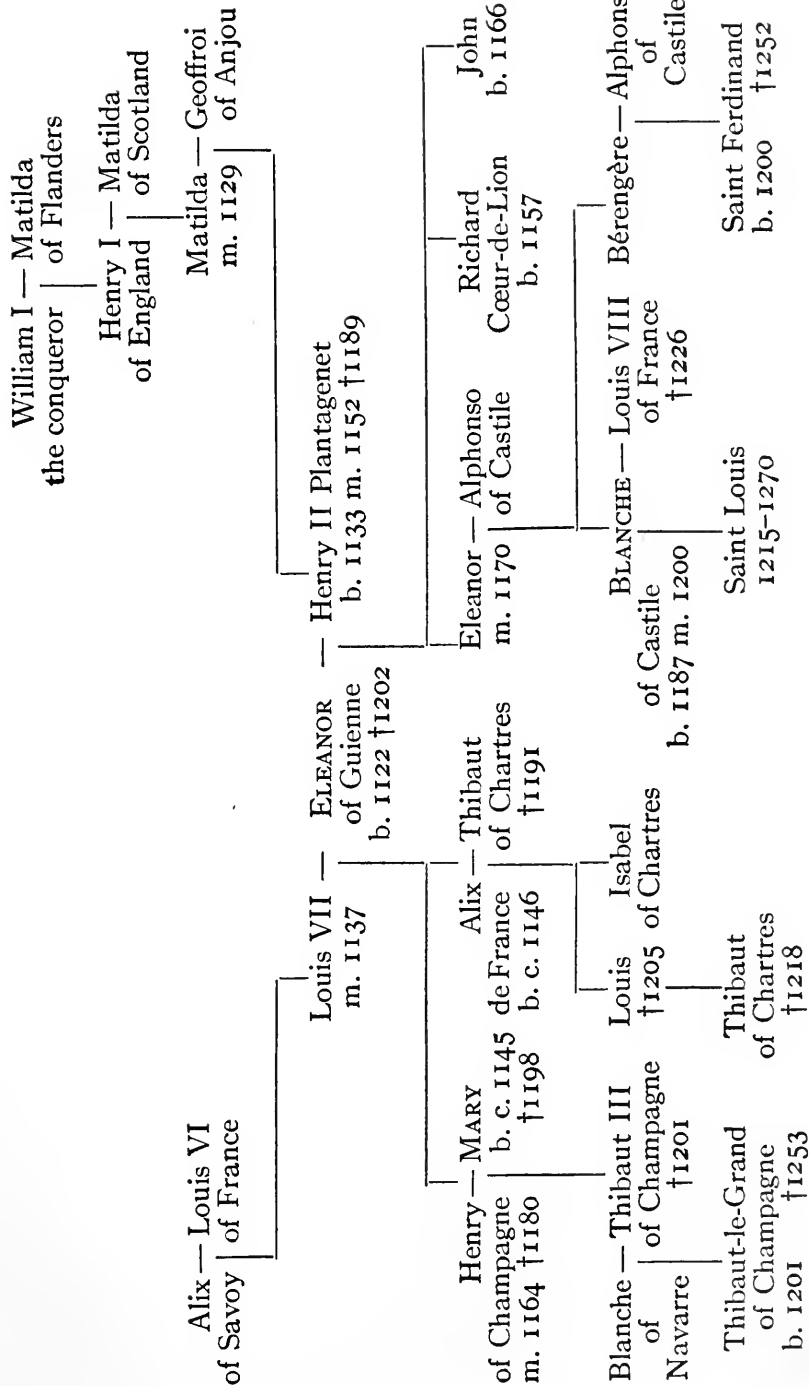 William I — Matilda
the conqueror of Flanders
Henry I — Matilda
of England of Scotland
Matilda — Geoffroi
m. 1129 of Anjou
Alix — Louis VI
of Savoy of France
Louis VII — ELEANOR — Henry II Plantagenet
m. 1137 of Guienne b. 1133 m. 1152 †1189
b. 1122 †1202
Henry — MARY Alix — Thibaut Eleanor — Alphonso Richard John
of Champagne b. c. 1145 de France of Chartres m. 1170 of Castile Cœur-de-Lion b. 1166
m. 1164 †1180 †1198 b. c. 1146 †1191 b. 1157
Blanche — Thibaut III Louis Isabel BLANCHE — Louis VIII Bérengère — Alphons
of of Champagne †1205 of Chartres of Castile of France of
Navarre †1201 b. 1187 m. 1200 †1226 Castile
Thibaut-le-Grand Thibaut Saint Louis Saint Ferdinand
of Champagne of Chartres 1215–1270 b. 1200 †1252
b. 1201 †1253 †1218